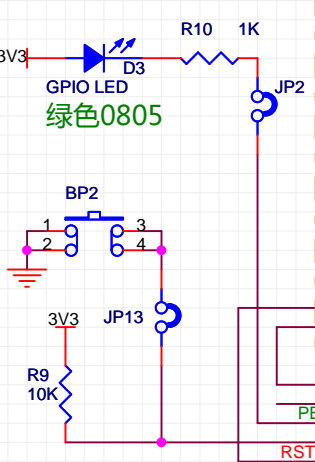 R10 1K
3V3
D3
GPIO LED
JP2
绿色0805
BP2
1 3
2 4
3V3
JP13
R9
10K
PE
RST